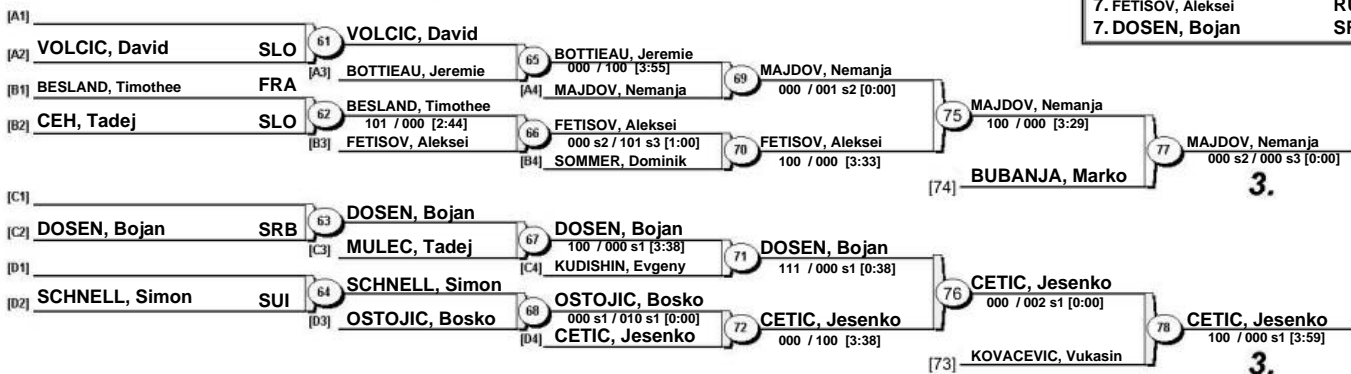 7. FETISOV, Aleksei RU
7. DOSEN, Bojan
[A1]
[A2] VOLCIC, David SLO
61 VOLCIC, David
[A3] BOTTIEAU, Jeremie
65 BOTTIEAU, Jeremie
000 / 100 [3:55]
[A4] MAJDOV, Nemanja
69 MAJDOV, Nemanja
000 / 001 s2 [0:00]
[B1] BESLAND, Timothee FRA
[B2] CEH, Tadej SLO
62 BESLAND, Timothee
101 / 000 [2:44]
[B3] FETISOV, Aleksei
66 FETISOV, Aleksei
000 s2 / 101 s3 [1:00]
[B4] SOMMER, Dominik
70 FETISOV, Aleksei
100 / 000 [3:33]
75 MAJDOV, Nemanja
100 / 000 [3:29]
[74] BUBANJA, Marko
77 MAJDOV, Nemanja
000 s2 / 000 s3 [0:00]
3.
[C1]
[C2] DOSEN, Bojan SRB
63 DOSEN, Bojan
[C3] MULEC, Tadej
67 DOSEN, Bojan
100 / 000 s1 [3:38]
[C4] KUDISHIN, Evgeny
71 DOSEN, Bojan
111 / 000 s1 [0:38]
[D1]
[D2] SCHNELL, Simon SUI
64 SCHNELL, Simon
[D3] OSTOJIC, Bosko
68 OSTOJIC, Bosko
000 s1 / 010 s1 [0:00]
[D4] CETIC, Jesenko
72 CETIC, Jesenko
000 / 100 [3:38]
76 CETIC, Jesenko
000 / 002 s1 [0:00]
[73] KOVACEVIC, Vukasin
78 CETIC, Jesenko
100 / 000 s1 [3:59]
3.